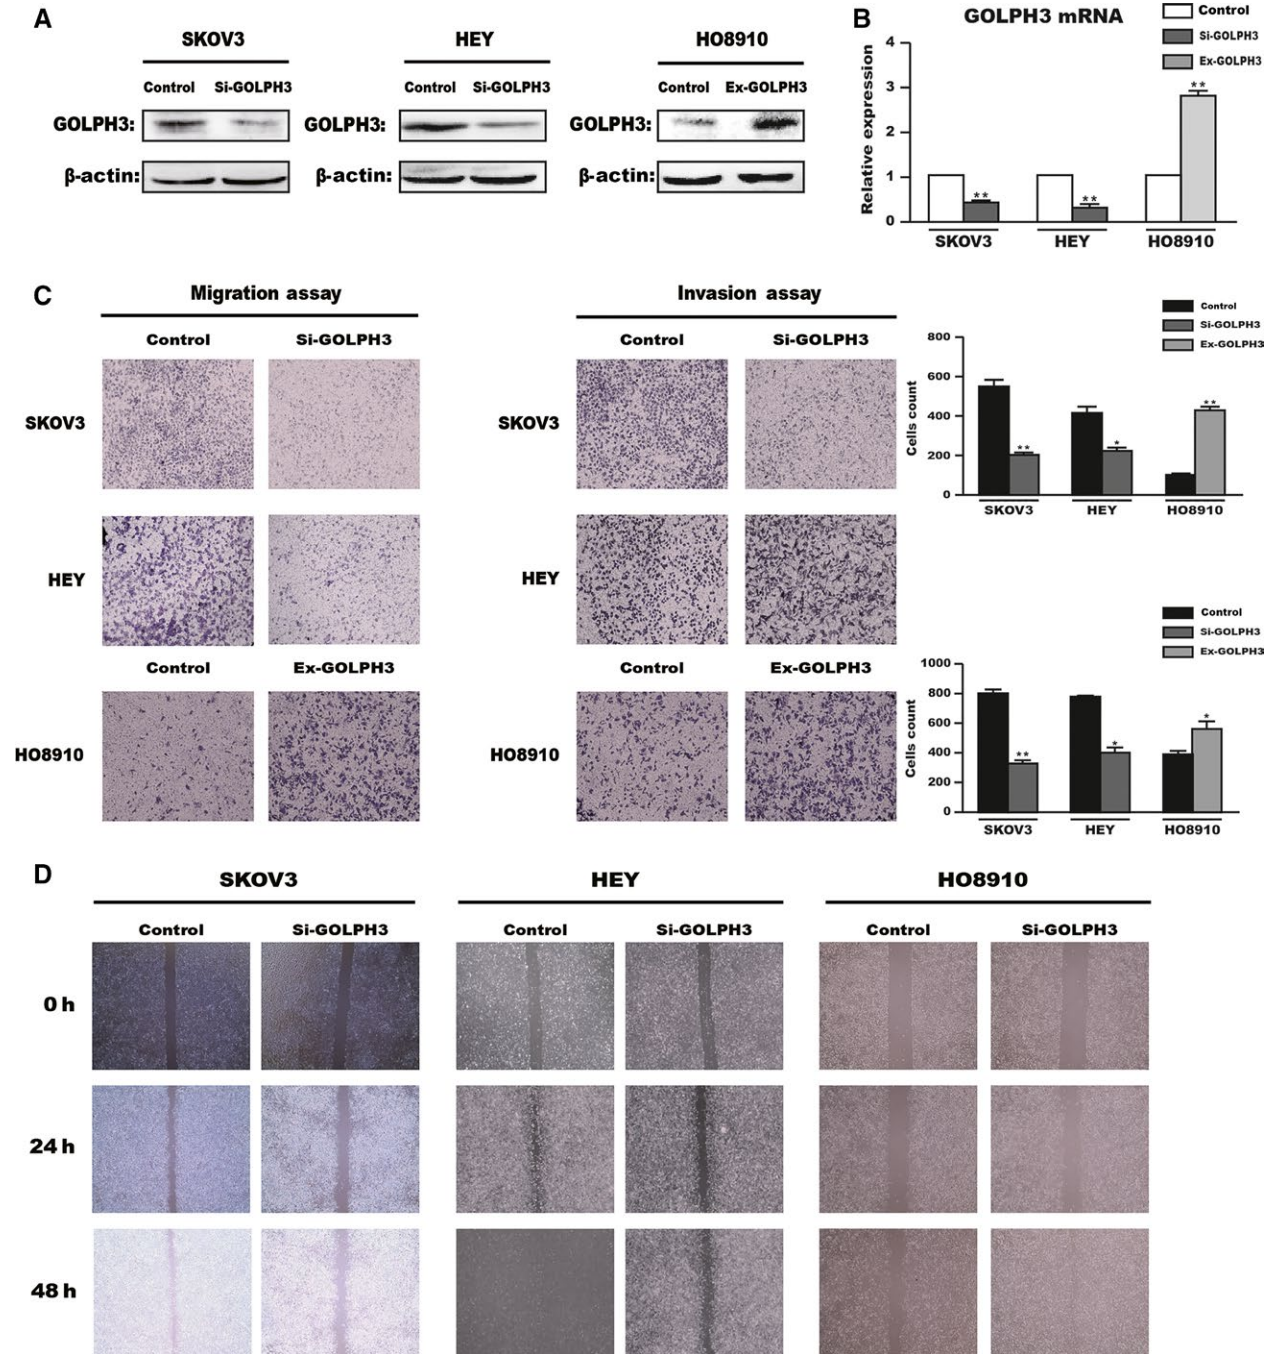 A
SKOV3
HEY
HO8910
Control Si-GOLPH3
Control Si-GOLPH3
Control Ex-GOLPH3
GOLPH3:
GOLPH3:
GOLPH3:
β-actin:
β-actin:
β-actin:
B
GOLPH3 mRNA
Control
Si-GOLPH3
Ex-GOLPH3
Relative expression
4
3
2
1
0
**
**
**
SKOV3
HEY
HO8910
C
Migration assay
Invasion assay
Control
Si-GOLPH3
Control
Si-GOLPH3
SKOV3
SKOV3
HEY
HEY
Control
Ex-GOLPH3
Control
Ex-GOLPH3
HO8910
HO8910
Control
Si-GOLPH3
Ex-GOLPH3
Cells count
800
600
400
200
0
**
*
**
SKOV3
HEY
HO8910
Control
Si-GOLPH3
Ex-GOLPH3
Cells count
1000
800
600
400
200
0
**
*
*
SKOV3
HEY
HO8910
D
SKOV3
HEY
HO8910
Control
Si-GOLPH3
Control
Si-GOLPH3
Control
Si-GOLPH3
0 h
24 h
48 h